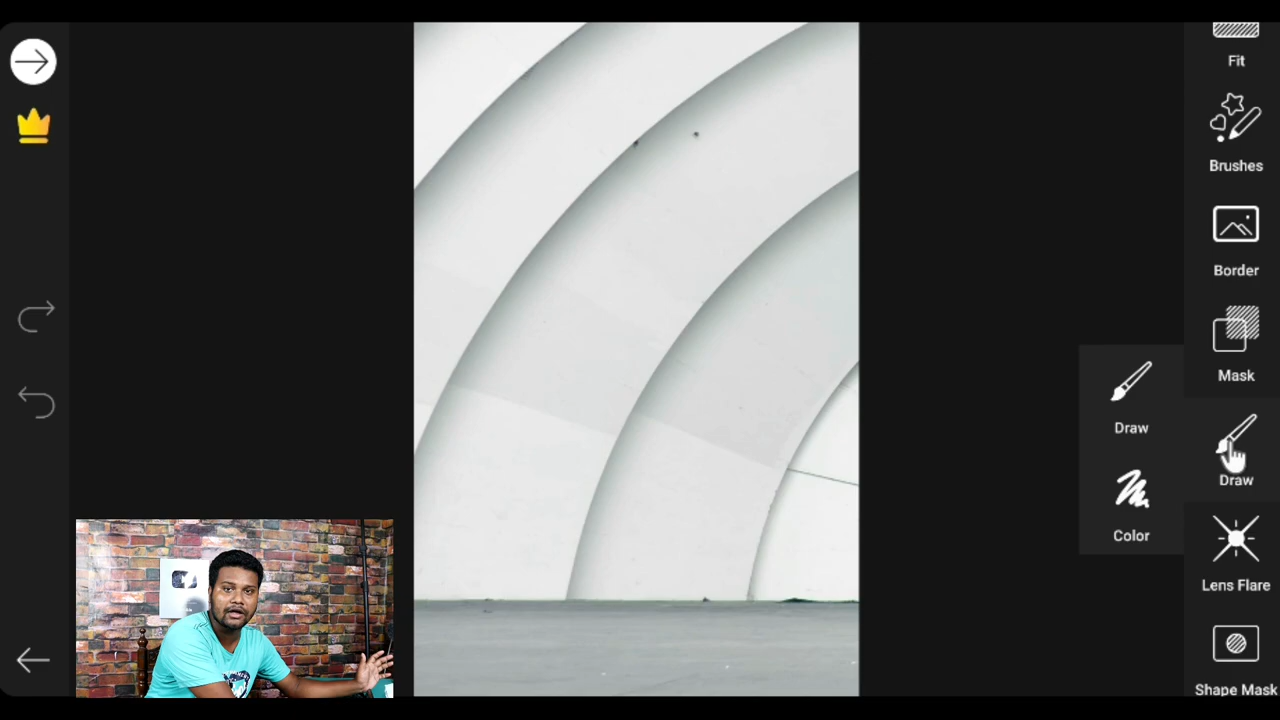 Fit
Brushes
Border
Mask
Draw
Draw
Color
Lens Flare
Shape Mask